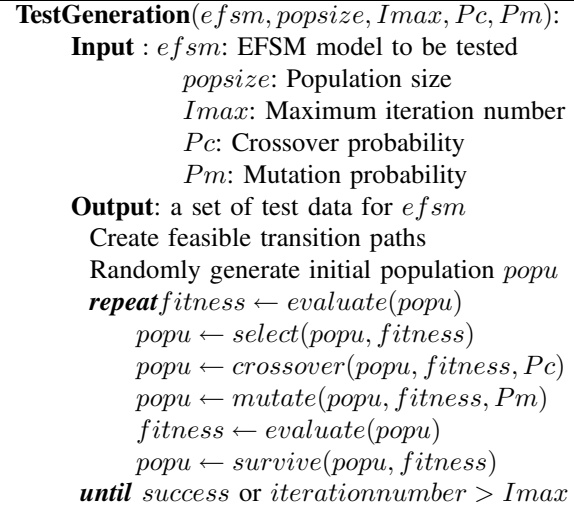 TestGeneration(efsm, popsize, Imax, Pc, Pm):
Input : efsm: EFSM model to be tested
popsize: Population size
Imax: Maximum iteration number
Pc: Crossover probability
Pm: Mutation probability
Output: a set of test data for efsm
Create feasible transition paths
Randomly generate initial population popu
repeatfitness ← evaluate(popu)
popu ← select(popu, fitness)
popu ← crossover(popu, fitness, Pc)
popu ← mutate(popu, fitness, Pm)
fitness ← evaluate(popu)
popu ← survive(popu, fitness)
until success or iterationnumber > Imax